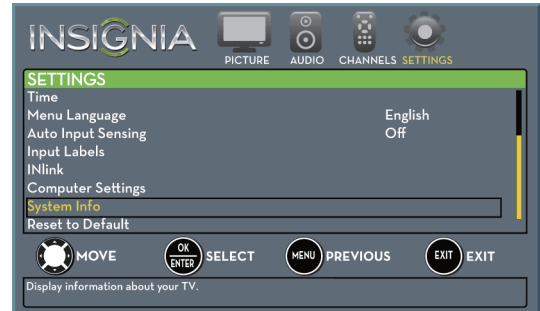 INSIGNIA
PICTURE AUDIO CHANNELS SETTINGS
SETTINGS
Time
Menu Language English
Auto Input Sensing Off
Input Labels
INlink
Computer Settings
System Info
Reset to Default
MOVE OK ENTER SELECT MENU PREVIOUS EXIT EXIT
Display information about your TV.